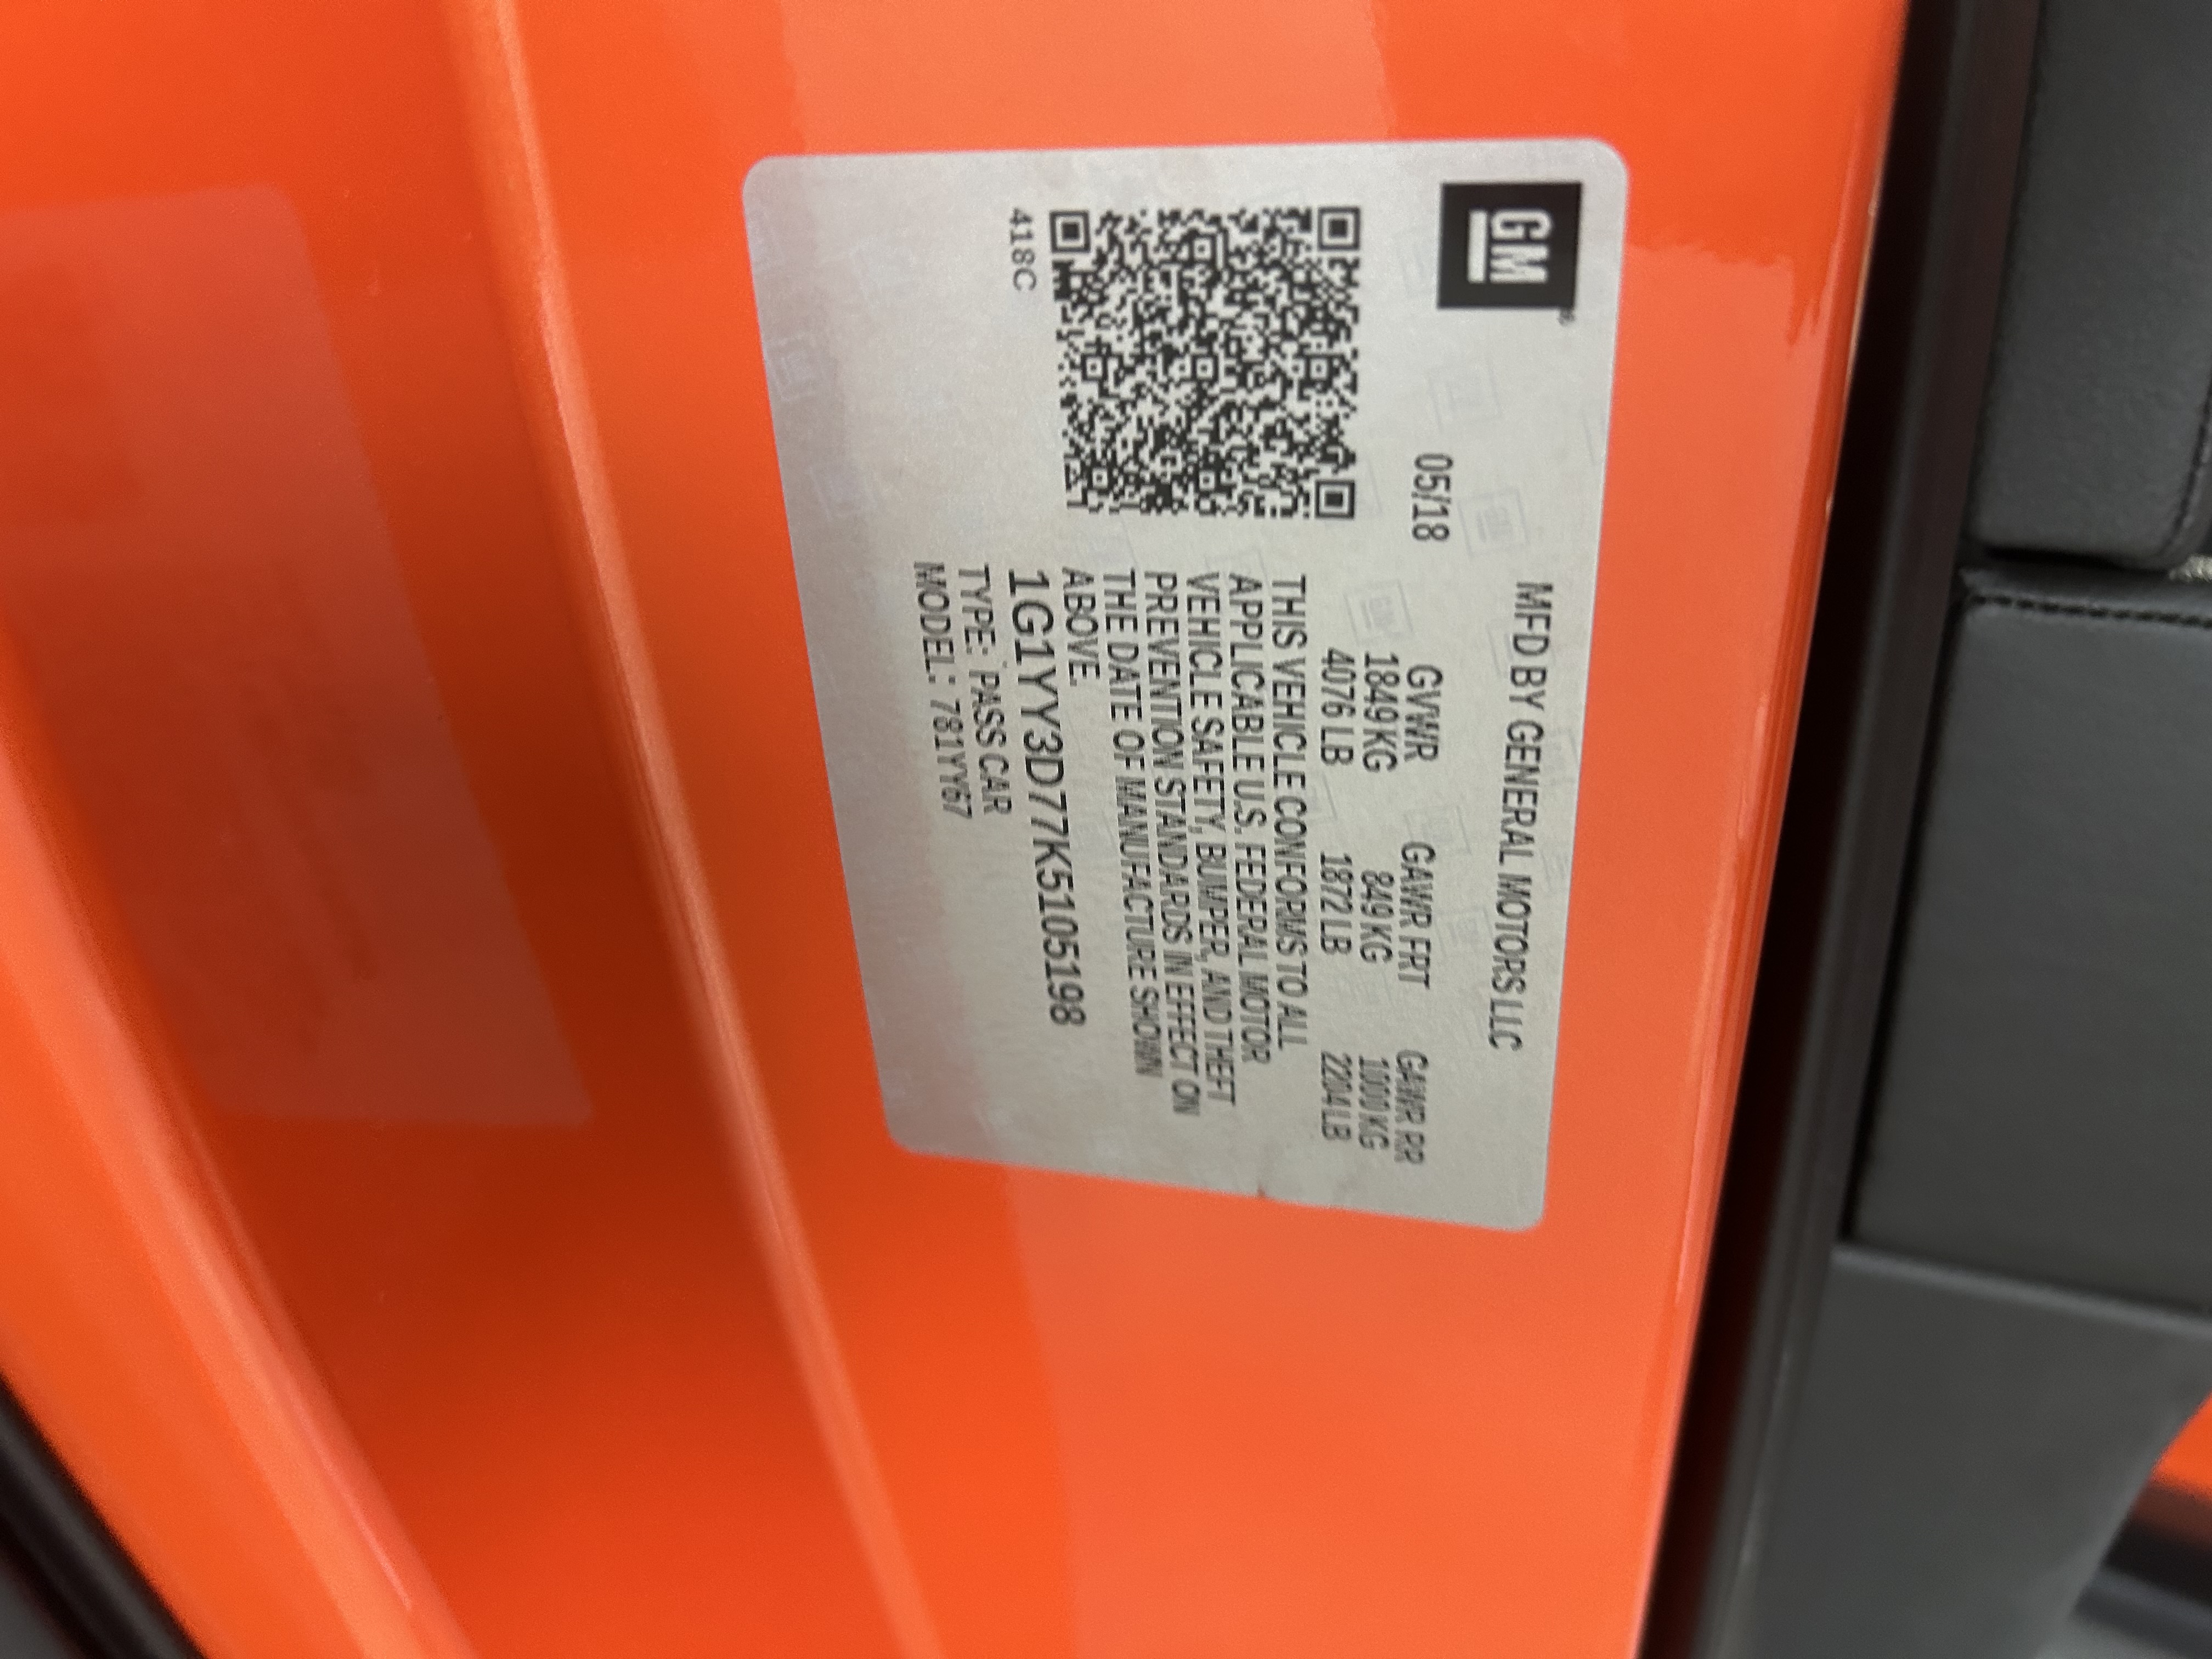 GM
®
MFD BY GENERAL MOTORS LLC
05/18
GVWR GAWR FRT GAWR RR
1849 KG 849 KG 1000 KG
4076 LB 1872 LB 2204 LB
THIS VEHICLE CONFORMS TO ALL
APPLICABLE U.S. FEDERAL MOTOR
VEHICLE SAFETY, BUMPER, AND THEFT
PREVENTION STANDARDS IN EFFECT ON
THE DATE OF MANUFACTURE SHOWN
ABOVE.
1G1YY3D77K5105198
TYPE: PASS CAR
MODEL: 781YY67
418C